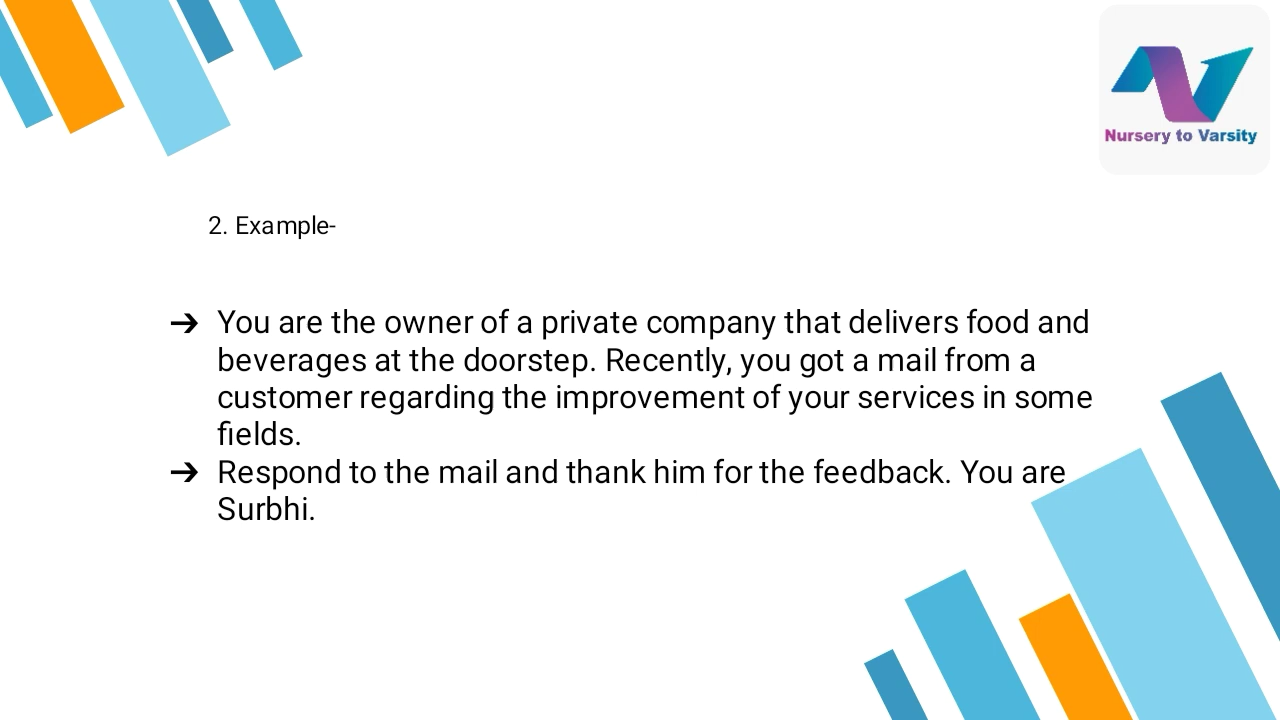 Nursery to Varsity
2. Example-
➔ You are the owner of a private company that delivers food and
beverages at the doorstep. Recently, you got a mail from a
customer regarding the improvement of your services in some
fields.
➔ Respond to the mail and thank him for the feedback. You are
Surbhi.